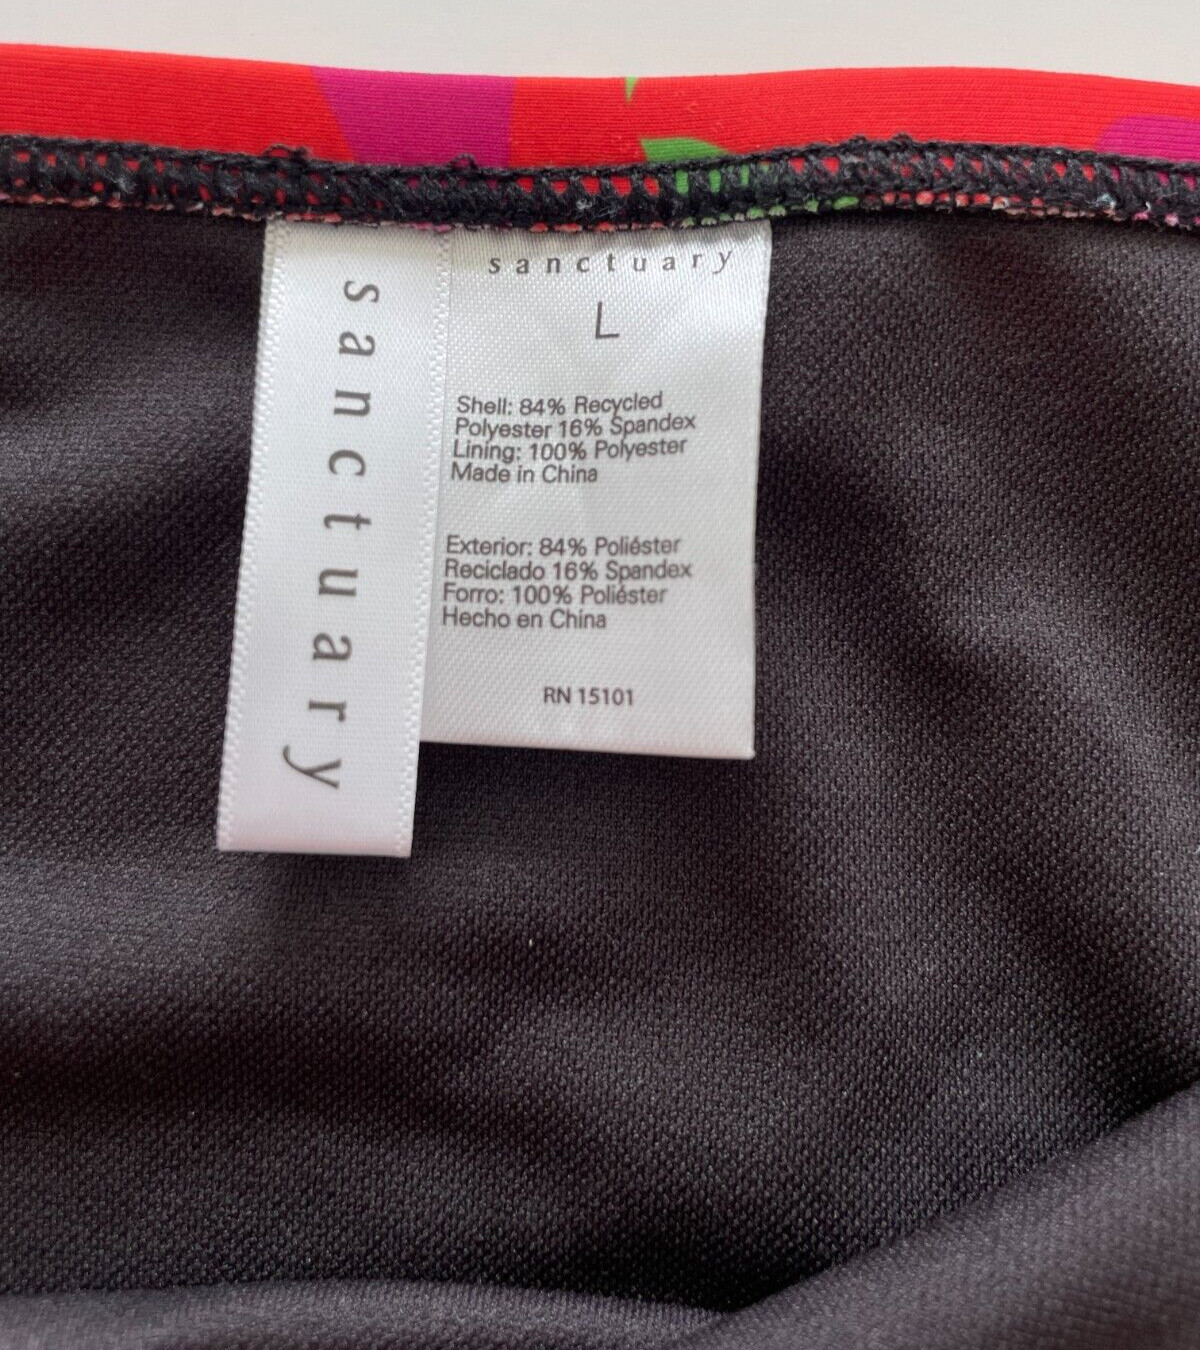 sanctuary
sanctuary
L
Shell: 84% Recycled
Polyester 16% Spandex
Lining: 100% Polyester
Made in China
Exterior: 84% Poliéster
Reciclado 16% Spandex
Forro: 100% Poliéster
Hecho en China
RN 15101